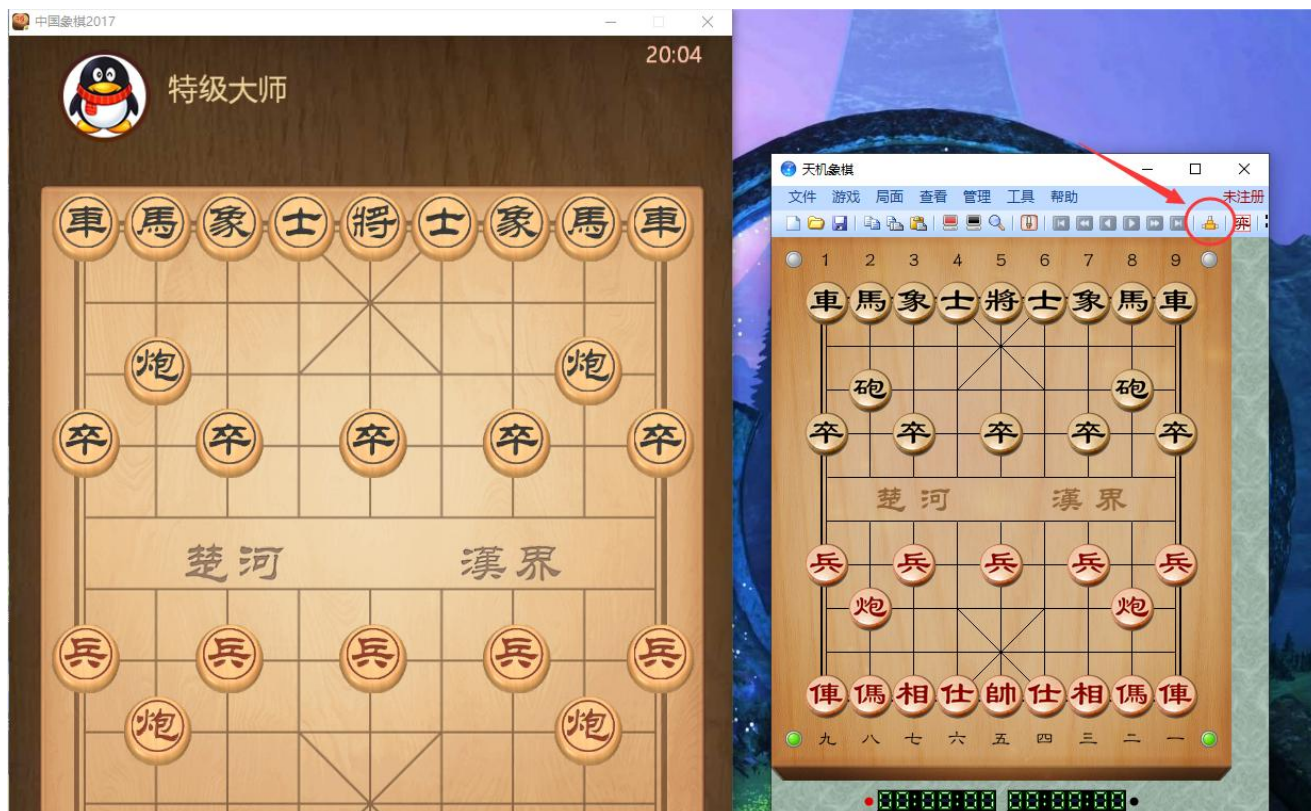 中国象棋2017
20:04
特级大师
車 馬 象 士 將 士 象 馬 車
炮 炮
卒 卒 卒 卒 卒
楚河 漢界
兵 兵 兵 兵 兵
炮 炮
天机象棋
文件 游戏 局面 查看 管理 工具 帮助 未注册
弈
1 2 3 4 5 6 7 8 9
車 馬 象 士 將 士 象 馬 車
砲 砲
卒 卒 卒 卒 卒
楚河 漢界
兵 兵 兵 兵 兵
炮 炮
俥 傌 相 仕 帥 仕 相 傌 俥
九 八 七 六 五 四 三 二 一
00:00:00 00:00:00